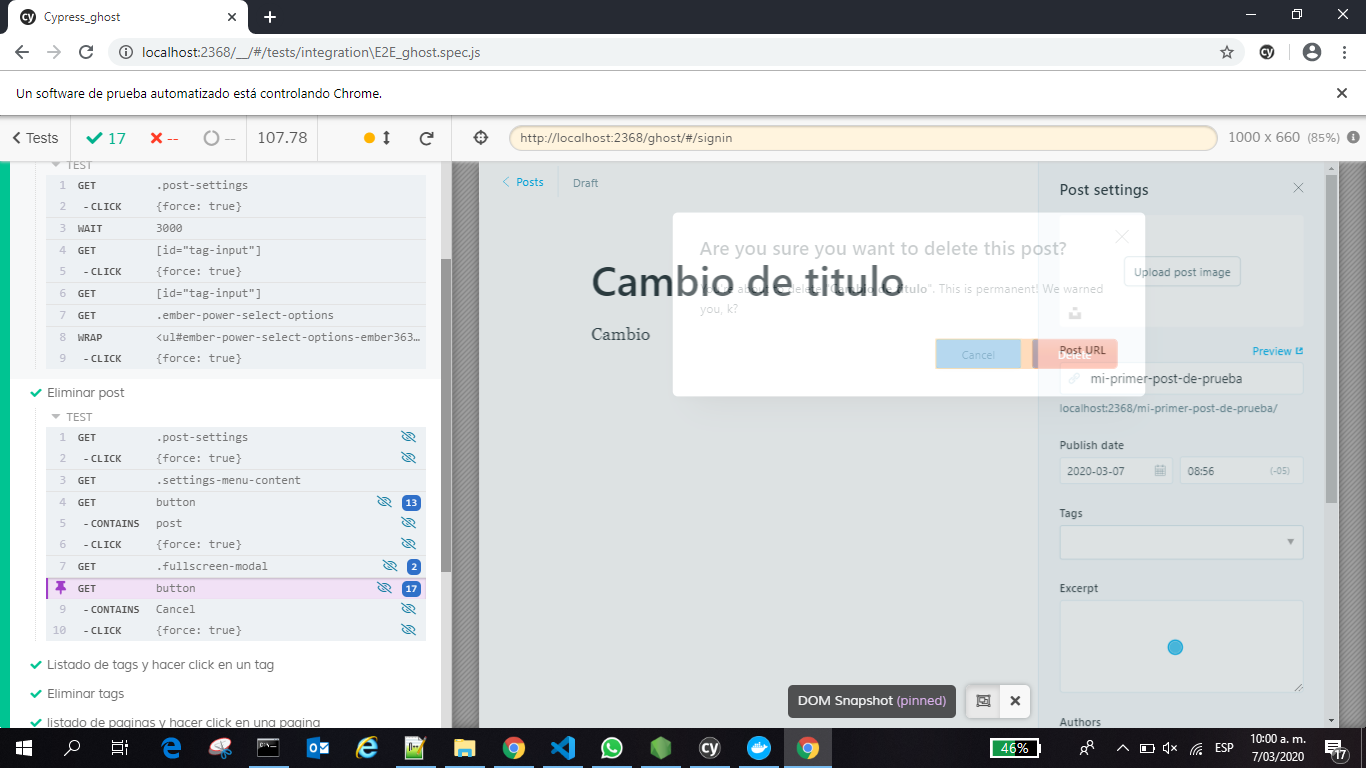 Cypress_ghost
localhost:2368/__/#/tests/integration\E2E_ghost.spec.js
Un software de prueba automatizado está controlando Chrome.
Tests 17 -- -- 107.78
http://localhost:2368/ghost/#/signin
1000 x 660 (85%)
TEST
1 GET .post-settings
2 - CLICK {force: true}
3 WAIT 3000
4 GET [id="tag-input"]
5 - CLICK {force: true}
6 GET [id="tag-input"]
7 GET .ember-power-select-options
8 WRAP <ul#ember-power-select-options-ember363…
9 - CLICK {force: true}
Eliminar post
TEST
1 GET .post-settings
2 - CLICK {force: true}
3 GET .settings-menu-content
4 GET button 13
5 - CONTAINS post
6 - CLICK {force: true}
7 GET .fullscreen-modal 2
GET button 17
9 - CONTAINS Cancel
10 - CLICK {force: true}
Listado de tags y hacer click en un tag
Eliminar tags
listado de paginas y hacer click en una pagina
Posts
Draft
Are you sure you want to delete this post?
Cambio de titulo
You're about to delete "Cambio de titulo". This is permanent! We warned
you, k?
Cambio
Cancel
Delete
Post settings
Upload post image
Post URL
Preview
mi-primer-post-de-prueba
localhost:2368/mi-primer-post-de-prueba/
Publish date
2020-03-07
08:56 (-05)
Tags
Excerpt
Authors
DOM Snapshot (pinned)
46%
ESP
10:00 a. m.
7/03/2020
17